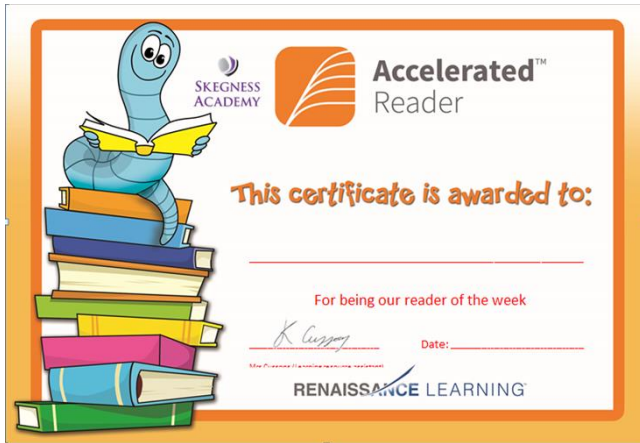 SKEGNESS
ACADEMY
Accelerated™
Reader
This certificate is awarded to:
For being our reader of the week
K
Date:
RENAISSANCE LEARNING